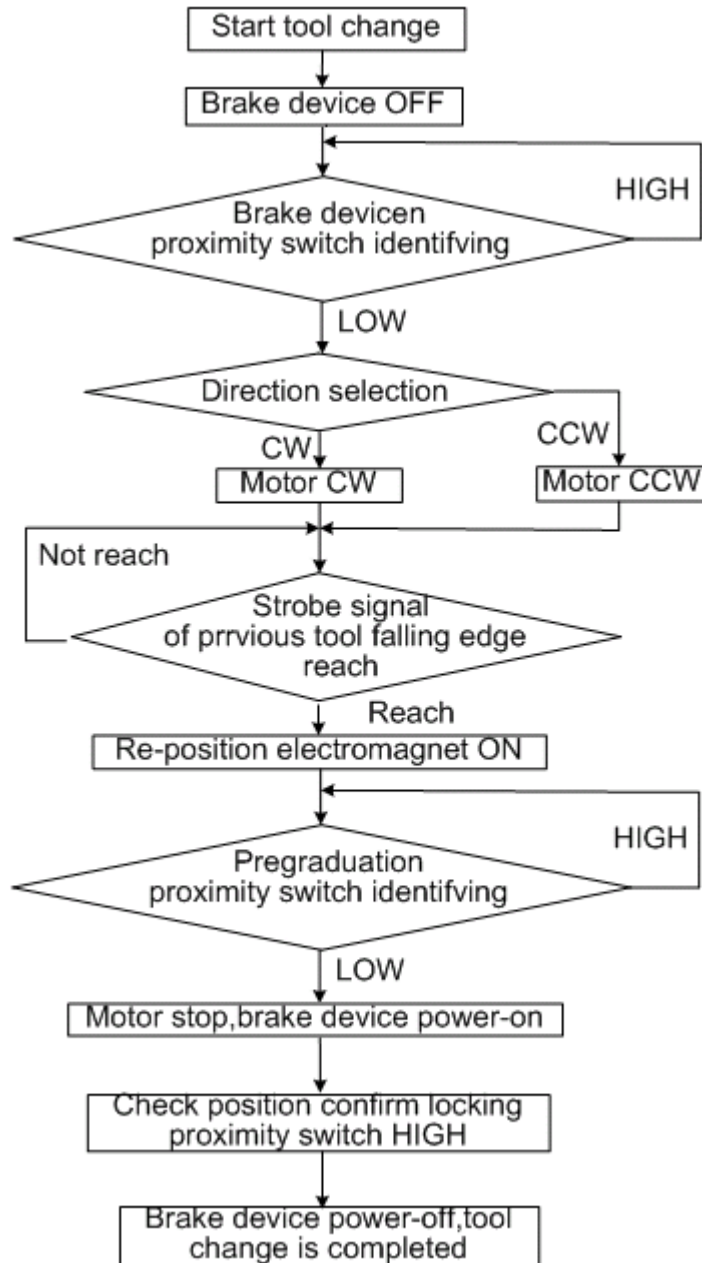 Start tool change
Brake device OFF
HIGH
Brake devicen
proximity switch identifving
LOW
Direction selection
CW
CCW
Motor CW
Motor CCW
Not reach
Strobe signal
of prrvious tool falling edge
reach
Reach
Re-position electromagnet ON
HIGH
Pregraduation
proximity switch identifving
LOW
Motor stop,brake device power-on
Check position confirm locking
proximity switch HIGH
Brake device power-off,tool
change is completed